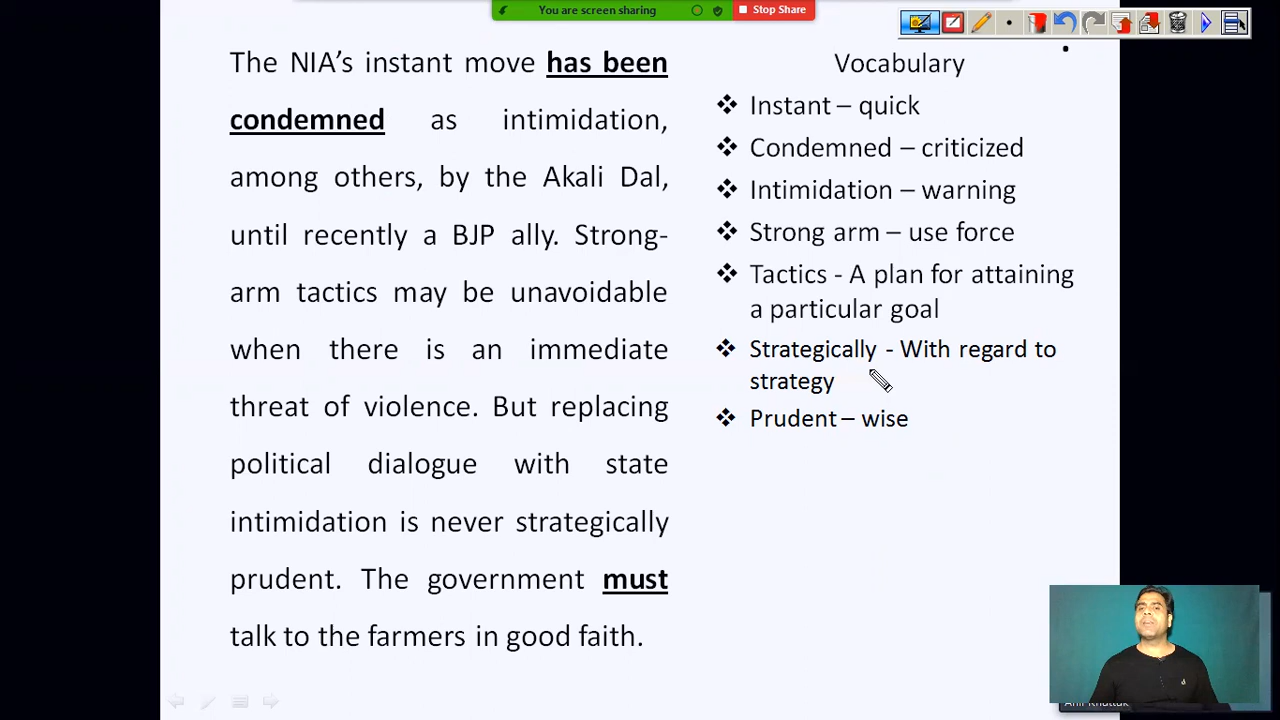 You are screen sharing
Stop Share
The NIA’s instant move has been
condemned as intimidation,
among others, by the Akali Dal,
until recently a BJP ally. Strong-
arm tactics may be unavoidable
when there is an immediate
threat of violence. But replacing
political dialogue with state
intimidation is never strategically
prudent. The government must
talk to the farmers in good faith.
Vocabulary
❖ Instant – quick
❖ Condemned – criticized
❖ Intimidation – warning
❖ Strong arm – use force
❖ Tactics - A plan for attaining
a particular goal
❖ Strategically - With regard to
strategy
❖ Prudent – wise